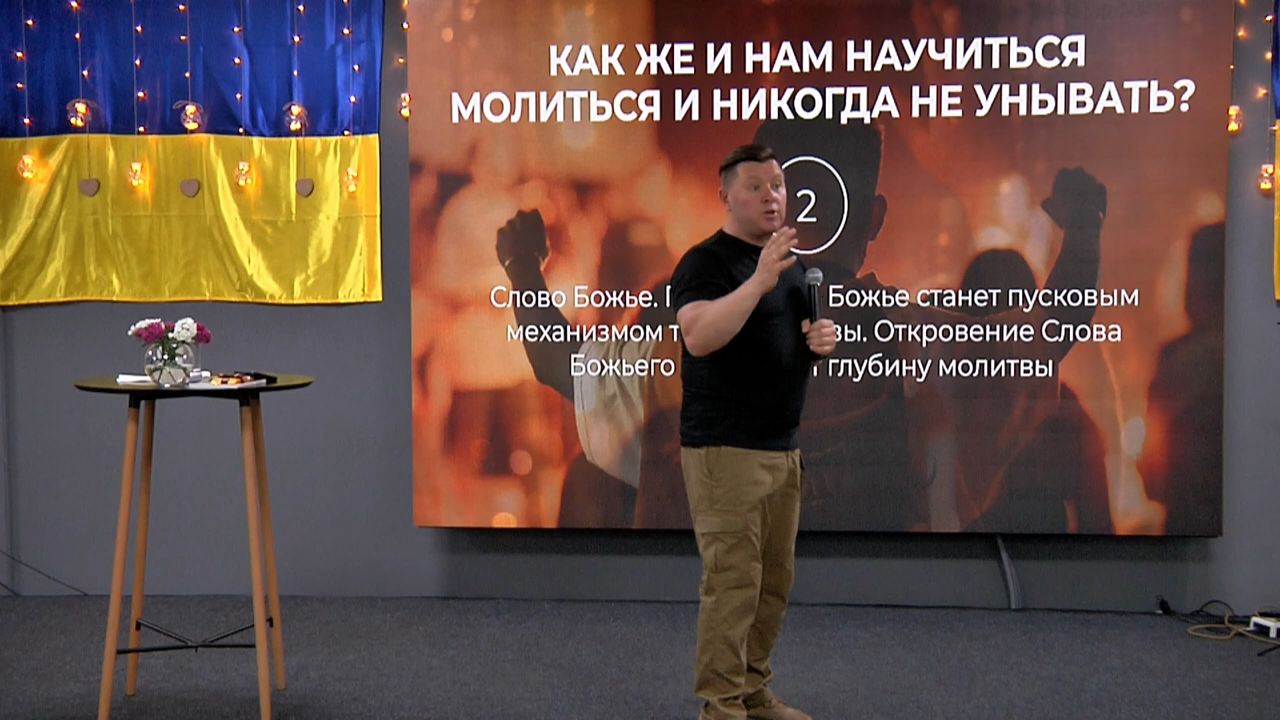 КАК ЖЕ И НАМ НАУЧИТЬСЯ
МОЛИТЬСЯ И НИКОГДА НЕ УНЫВАТЬ?
2
Слово Божье. Божье станет пусковым
механизмом Откровение Слова
Божьего глубину молитвы